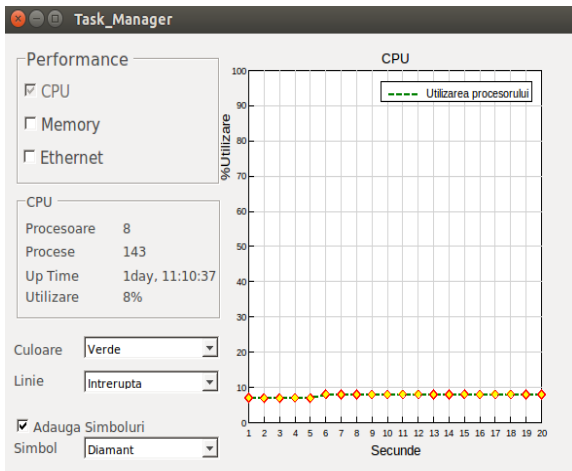 Task_Manager
Performance
CPU
Memory
Ethernet
CPU
Procesoare 8
Procese 143
Up Time 1day, 11:10:37
Utilizare 8%
Culoare Verde
Linie Intrerupta
Adauga Simboluri
Simbol Diamant
CPU
Utilizarea procesorului
%Utilizare
100
90
80
70
60
50
40
30
20
10
0
1 2 3 4 5 6 7 8 9 10 11 12 13 14 15 16 17 18 19 20
Secunde